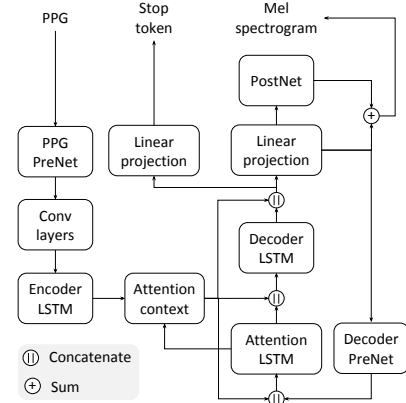 PPG
Stop
token
Mel
spectrogram
PostNet
+
PPG
PreNet
Linear
projection
Linear
projection
Conv
layers
||
Decoder
LSTM
Encoder
LSTM
Attention
context
||
Attention
LSTM
Decoder
PreNet
|| Concatenate
+ Sum
||